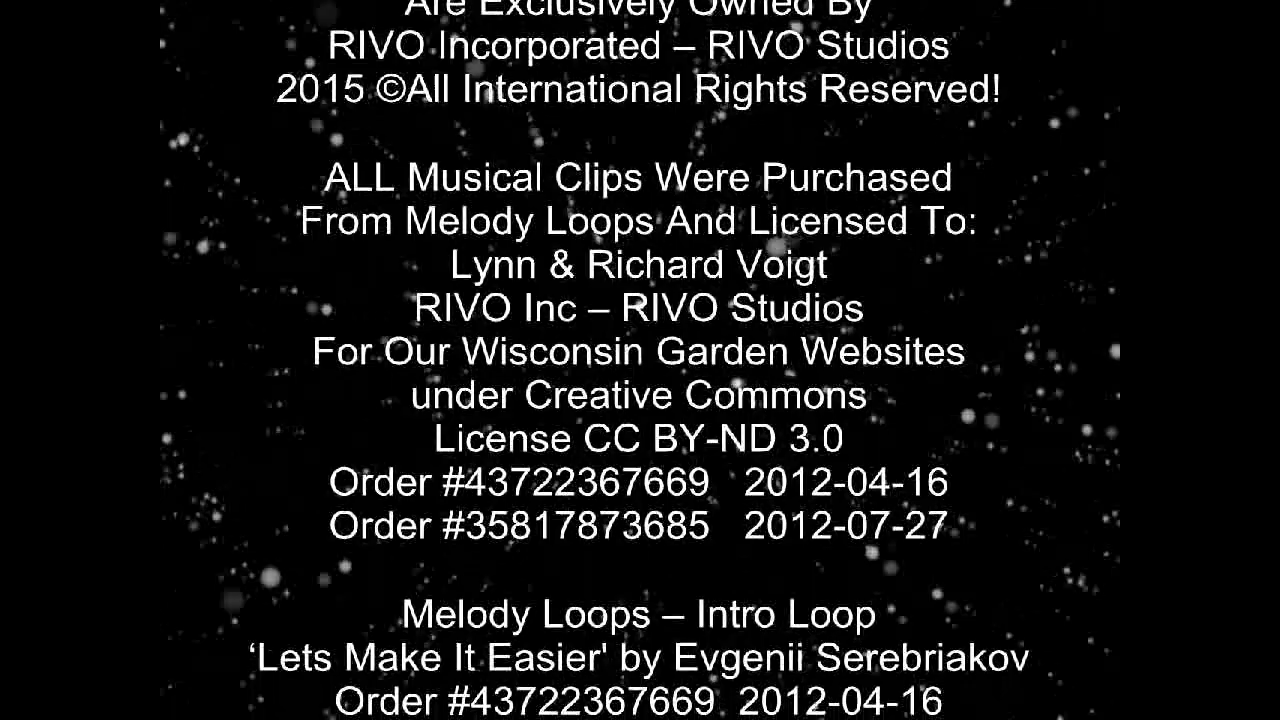 Are Exclusively Owned By
RIVO Incorporated – RIVO Studios
2015 ©All International Rights Reserved!
ALL Musical Clips Were Purchased
From Melody Loops And Licensed To:
Lynn & Richard Voigt
RIVO Inc – RIVO Studios
For Our Wisconsin Garden Websites
under Creative Commons
License CC BY-ND 3.0
Order #43722367669   2012-04-16
Order #35817873685   2012-07-27
Melody Loops – Intro Loop
‘Lets Make It Easier' by Evgenii Serebriakov
Order #43722367669  2012-04-16